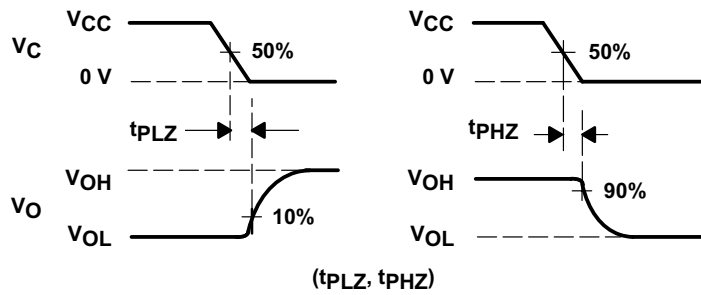 VCC
VC
50%
0 V
tPLZ
VOH
VO
10%
VOL
VCC
50%
0 V
tPHZ
VOH
90%
VOL
(tPLZ, tPHZ)